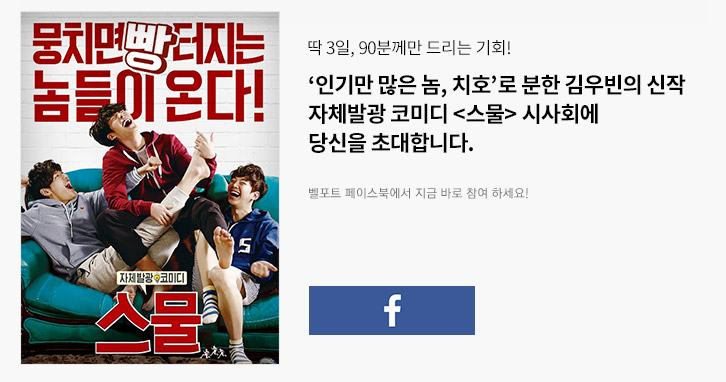 뭉치면 빵 터지는
놈들이 온다!
자체발광 코미디
스물
딱 3일, 90분께만 드리는 기회!
‘인기만 많은 놈, 치호’로 분한 김우빈의 신작
자체발광 코미디 <스물> 시사회에
당신을 초대합니다.
벨포트 페이스북에서 지금 바로 참여 하세요!
f